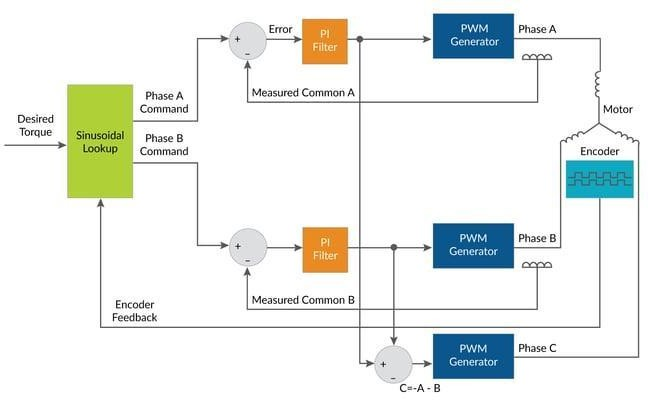 Desired
Torque
Sinusoidal
Lookup
Phase A
Command
Phase B
Command
+
−
Error
PI
Filter
PWM
Generator
Phase A
Measured Common A
Motor
Encoder
+
−
PI
Filter
PWM
Generator
Phase B
Measured Common B
Encoder
Feedback
+
−
C=-A - B
PWM
Generator
Phase C